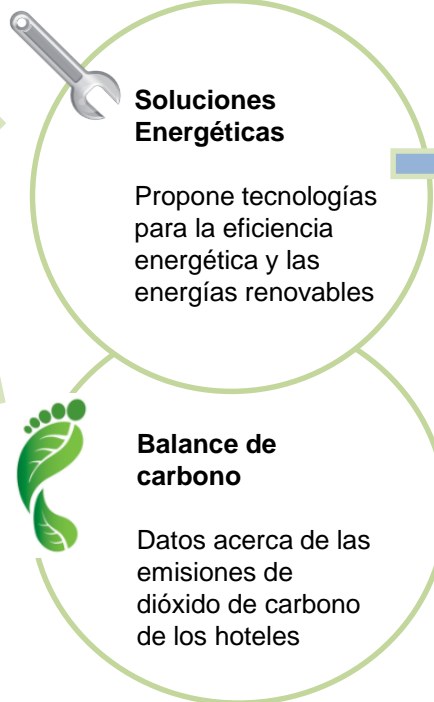 Soluciones
Energéticas
Propone tecnologías
para la eficiencia
energética y las
energías renovables
Balance de
carbono
Datos acerca de las
emisiones de
dióxido de carbono
de los hoteles